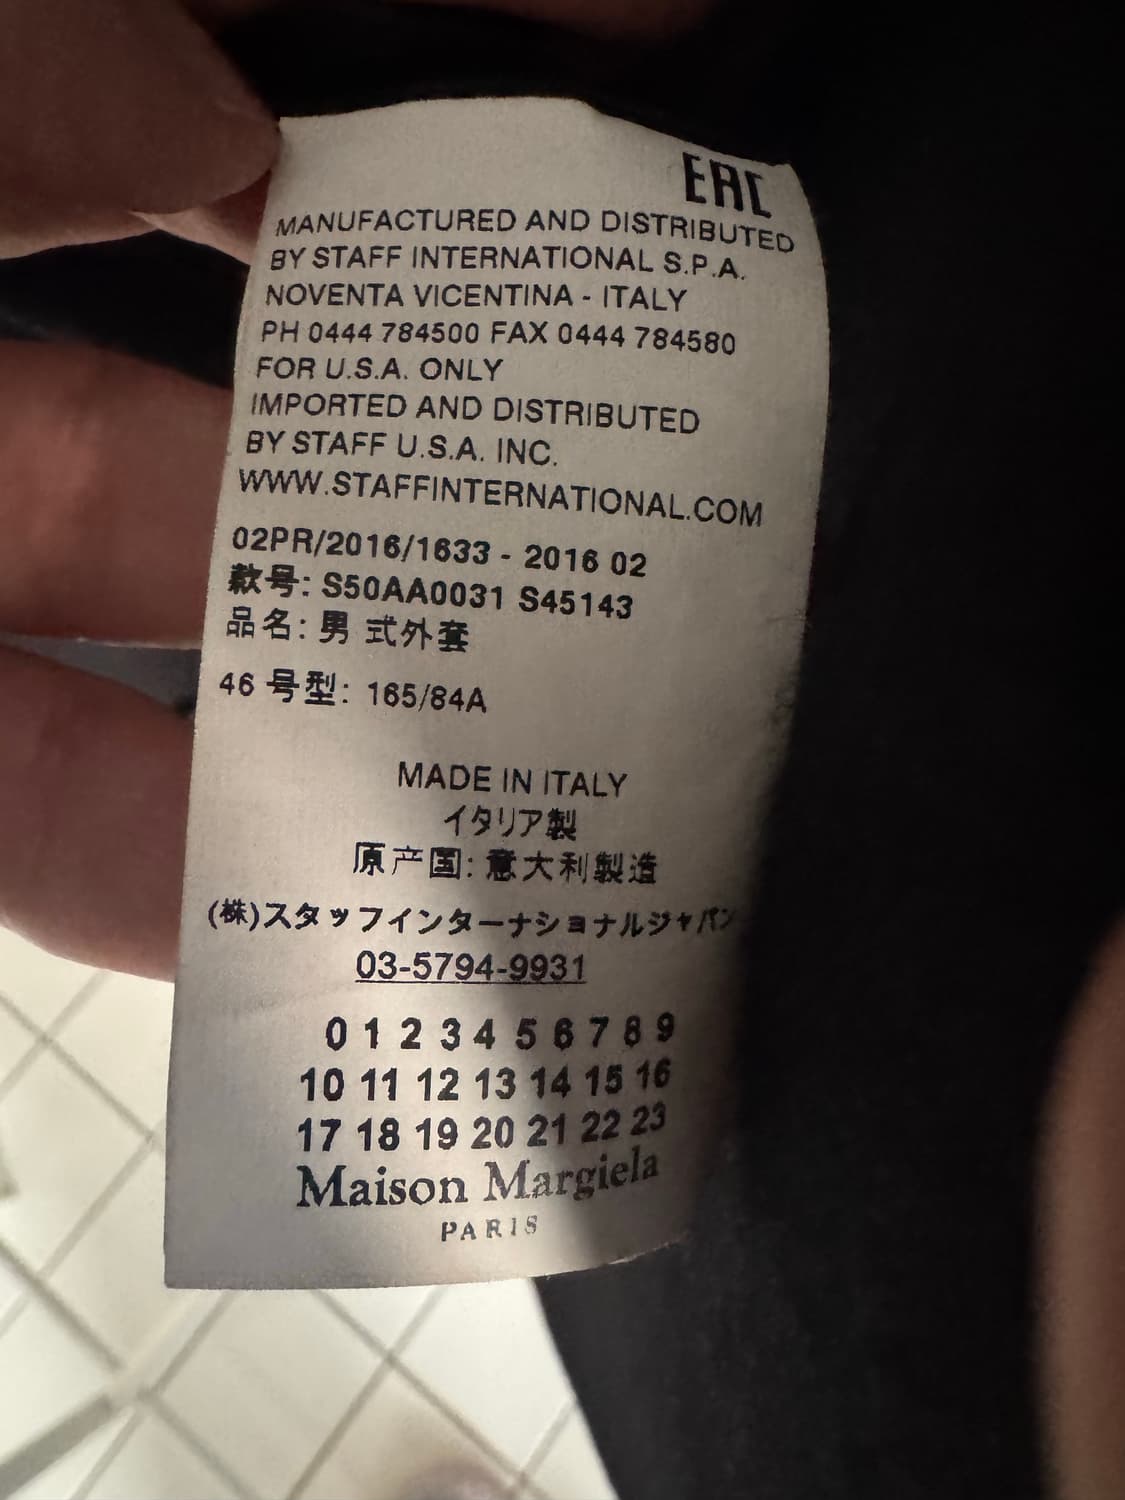 EAC
MANUFACTURED AND DISTRIBUTED
BY STAFF INTERNATIONAL S.P.A.
NOVENTA VICENTINA - ITALY
PH 0444 784500 FAX 0444 784580
FOR U.S.A. ONLY
IMPORTED AND DISTRIBUTED
BY STAFF U.S.A. INC.
WWW.STAFFINTERNATIONAL.COM
02PR/2016/1633 - 2016 02
款号: S50AA0031 S45143
品名: 男 式外套
46 号型: 165/84A
MADE IN ITALY
イタリア製
原产国: 意大利製造
(株)スタッフインターナショナルジャパン
03-5794-9931
0 1 2 3 4 5 6 7 8 9
10 11 12 13 14 15 16
17 18 19 20 21 22 23
Maison Margiela
PARIS